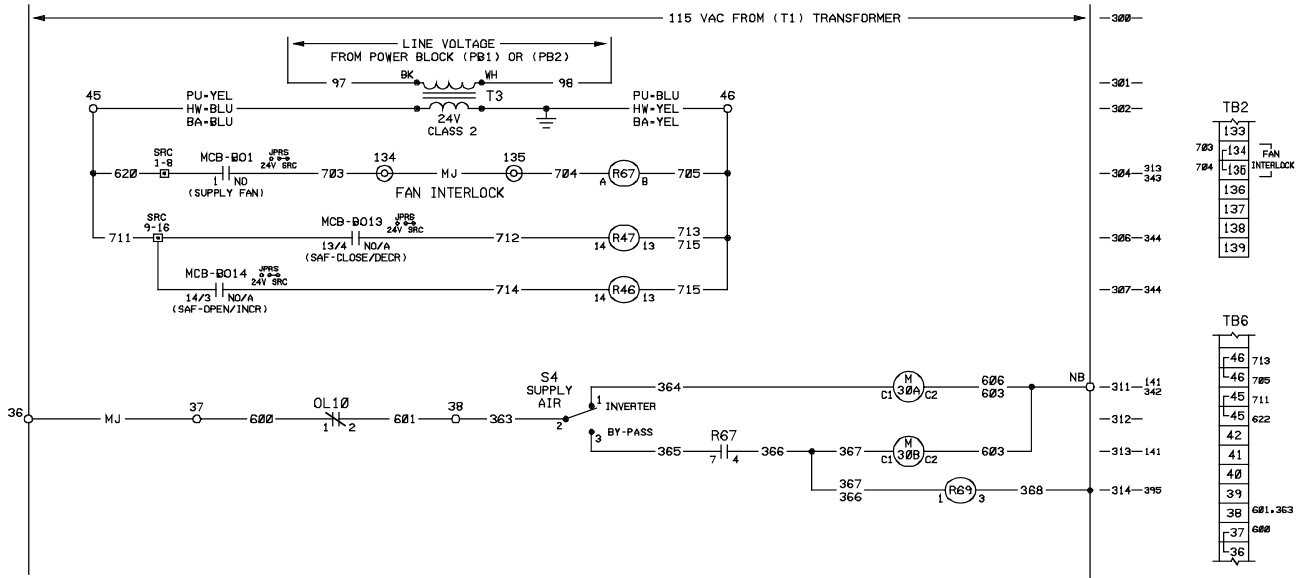 115 VAC FROM (T1) TRANSFORMER
300
LINE VOLTAGE
FROM POWER BLOCK (PB1) OR (PB2)
97
BK
WH
98
301
45
PU-YEL
HW-BLU
BA-BLU
T3
24V
CLASS 2
PU-BLU
HW-YEL
BA-YEL
46
302
620
SRC
1-8
MCB-BO1
JPRS
24V SRC
1
NO
(SUPPLY FAN)
703
134
MJ
135
FAN INTERLOCK
704
A
R67
B
705
304
313
343
711
SRC
9-16
MCB-BO13
JPRS
24V SRC
13/4
NO/A
(SAF-CLOSE/DECR)
712
14
R47
13
713
715
306
344
MCB-BO14
JPRS
24V SRC
14/3
NO/A
(SAF-OPEN/INCR)
714
14
R46
13
715
307
344
36
MJ
37
600
OL10
1
2
601
38
363
S4
SUPPLY
AIR
2
1
INVERTER
3
BY-PASS
364
C1
M
30A
C2
606
603
NB
311
141
342
312
365
R67
7
4
366
367
C1
M
30B
C2
603
313
141
367
366
1
R69
3
368
314
395
TB2
133
703
134
704
135
FAN
INTERLOCK
136
137
138
139
TB6
46
713
46
705
45
711
45
622
42
41
40
39
38
601.363
37
600
36